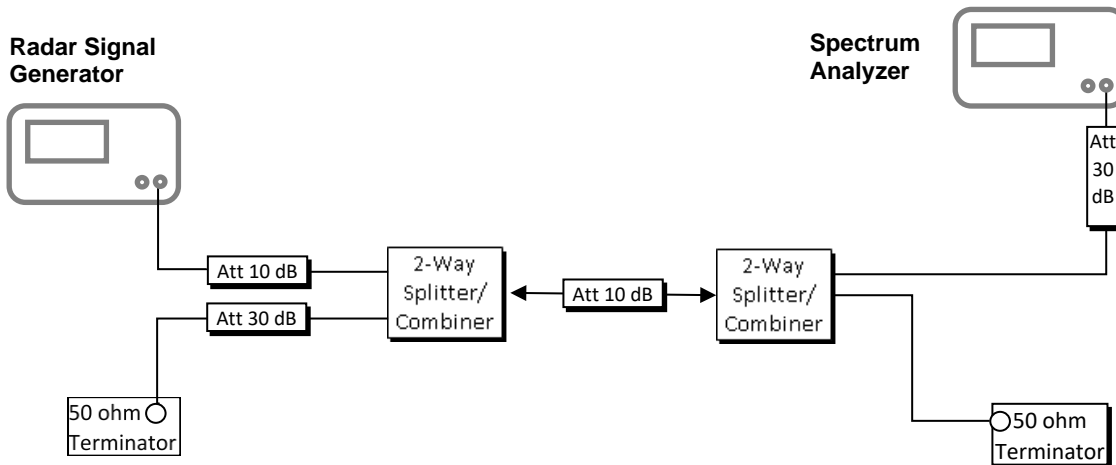 Radar Signal
Generator
Spectrum
Analyzer
Att
30
dB
Att 10 dB
2-Way
Splitter/
Combiner
Att 10 dB
2-Way
Splitter/
Combiner
Att 30 dB
50 ohm
Terminator
50 ohm
Terminator